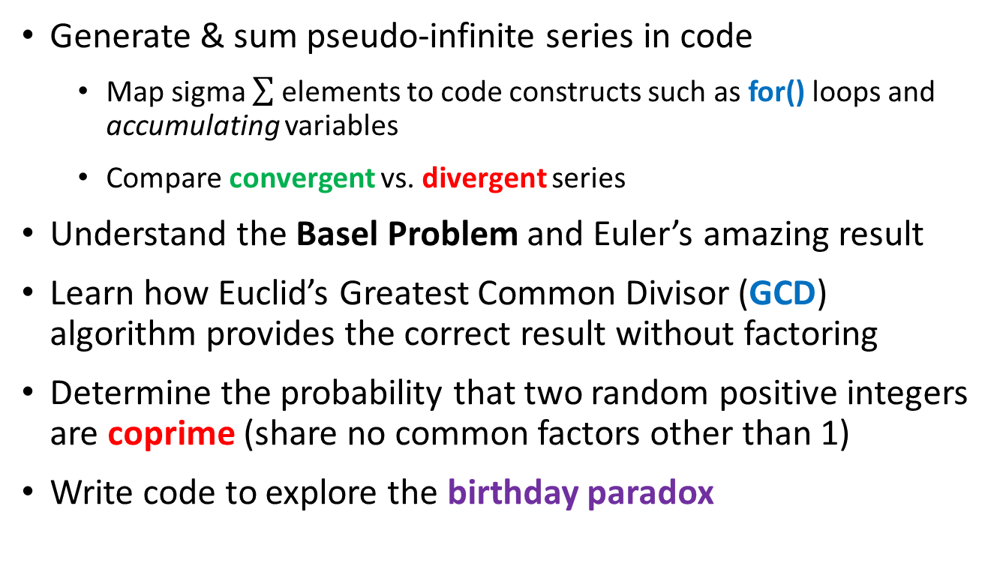 • Generate & sum pseudo-infinite series in code
• Map sigma ∑ elements to code constructs such as for() loops and
accumulating variables
• Compare convergent vs. divergent series
• Understand the Basel Problem and Euler’s amazing result
• Learn how Euclid’s Greatest Common Divisor (GCD)
algorithm provides the correct result without factoring
• Determine the probability that two random positive integers
are coprime (share no common factors other than 1)
• Write code to explore the birthday paradox